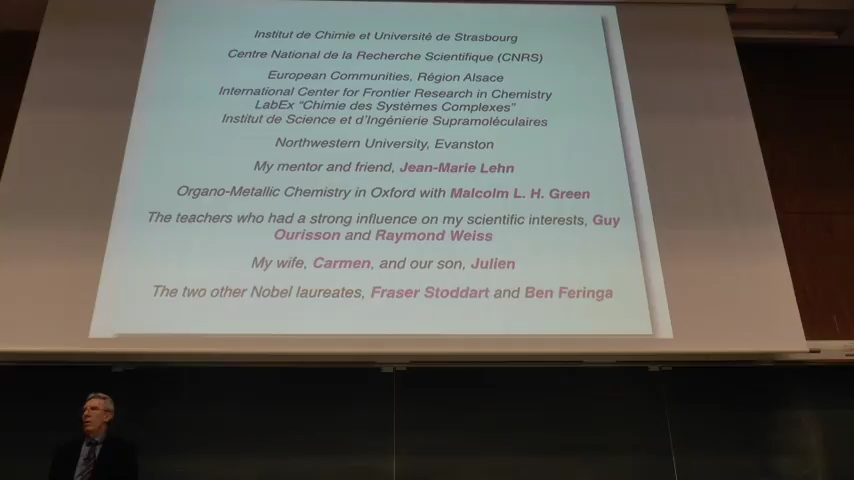 Institut de Chimie et Université de Strasbourg
Centre National de la Recherche Scientifique (CNRS)
European Communities, Région Alsace
International Center for Frontier Research in Chemistry
LabEx "Chimie des Systèmes Complexes"
Institut de Science et d'Ingénierie Supramoléculaires
Northwestern University, Evanston
My mentor and friend, Jean-Marie Lehn
Organo-Metallic Chemistry in Oxford with Malcolm L. H. Green
The teachers who had a strong influence on my scientific interests, Guy
Ourisson and Raymond Weiss
My wife, Carmen, and our son, Julien
The two other Nobel laureates, Fraser Stoddart and Ben Feringa